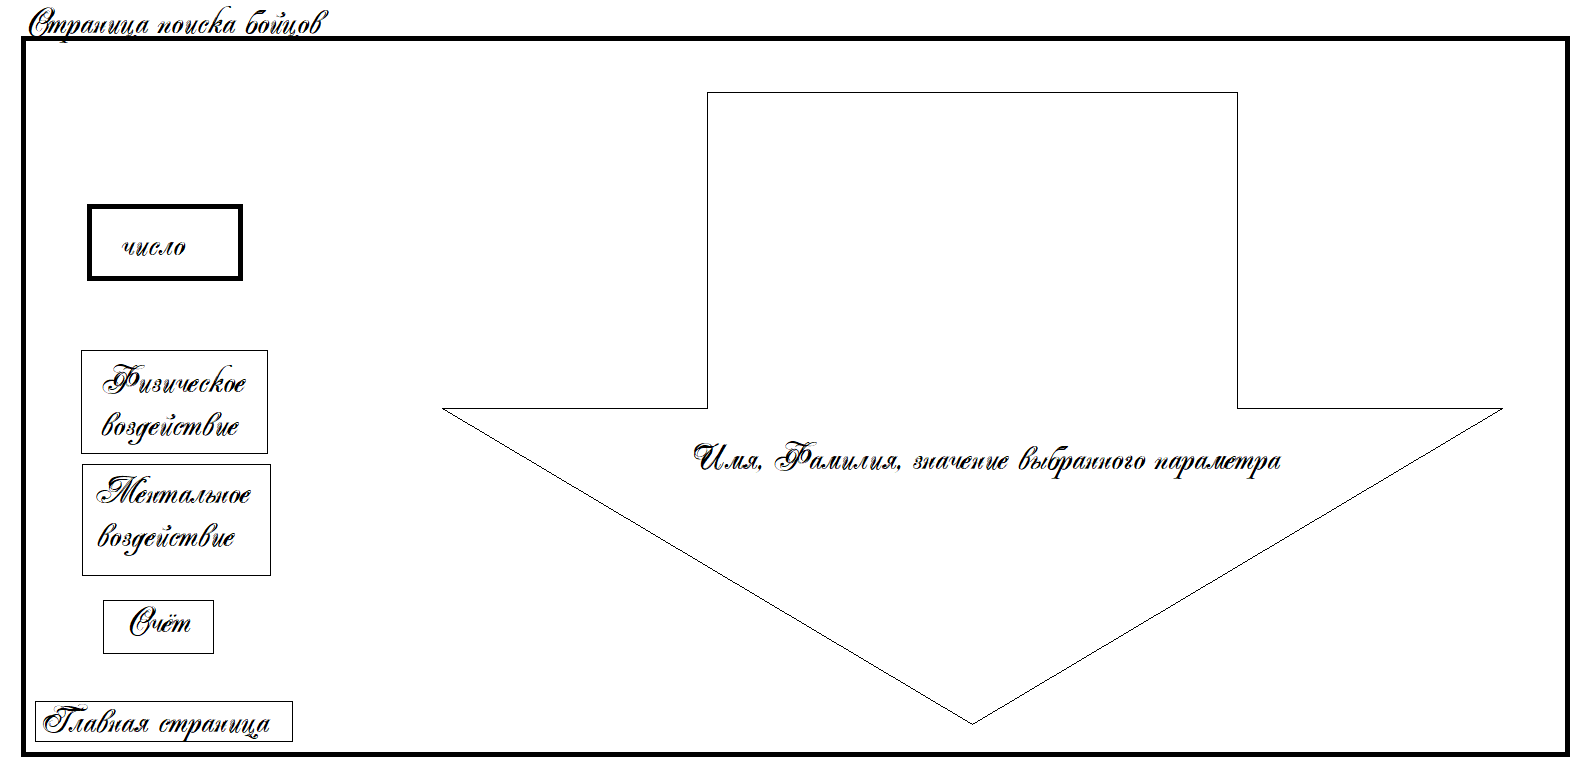 Страница поиска бойцов
число
Физическое
воздействие
Ментальное
воздействие
Счёт
Главная страница
Имя, Фамилия, значение выбранного параметра